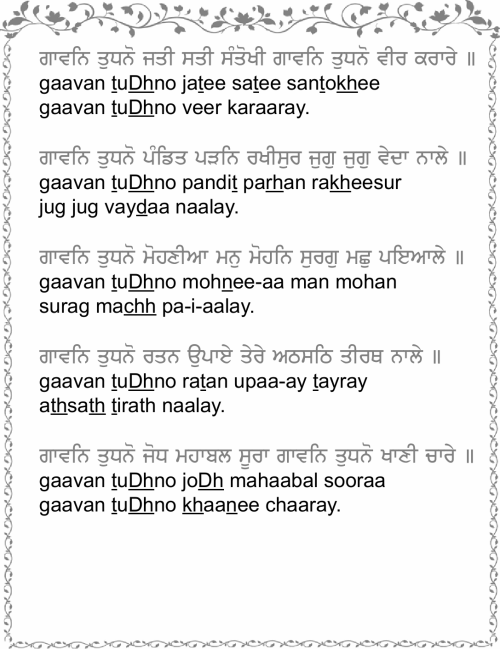 ਗਾਵਨਿ ਤੁਧਨੋ ਜਤੀ ਸਤੀ ਸੰਤੋਖੀ ਗਾਵਨਿ ਤੁਧਨੋ ਵੀਰ ਕਰਾਰੇ ॥
gaavan tuDhno jatee satee santokhee
gaavan tuDhno veer karaaray.
ਗਾਵਨਿ ਤੁਧਨੋ ਪੰਡਿਤ ਪੜਨਿ ਰਖੀਸੁਰ ਜੁਗੁ ਜੁਗੁ ਵੇਦਾ ਨਾਲੇ ॥
gaavan tuDhno pandit parhan rakheesur
jug jug vaydaa naalay.
ਗਾਵਨਿ ਤੁਧਨੋ ਮੋਹਣੀਆ ਮਨੁ ਮੋਹਨਿ ਸੁਰਗੁ ਮਛੁ ਪਇਆਲੇ ॥
gaavan tuDhno mohnee-aa man mohan
surag machh pa-i-aalay.
ਗਾਵਨਿ ਤੁਧਨੋ ਰਤਨ ਉਪਾਏ ਤੇਰੇ ਅਠਸਠਿ ਤੀਰਥ ਨਾਲੇ ॥
gaavan tuDhno ratan upaa-ay tayray
athsath tirath naalay.
ਗਾਵਨਿ ਤੁਧਨੋ ਜੋਧ ਮਹਾਬਲ ਸੂਰਾ ਗਾਵਨਿ ਤੁਧਨੋ ਖਾਣੀ ਚਾਰੇ ॥
gaavan tuDhno joDh mahaabal sooraa
gaavan tuDhno khaanee chaaray.